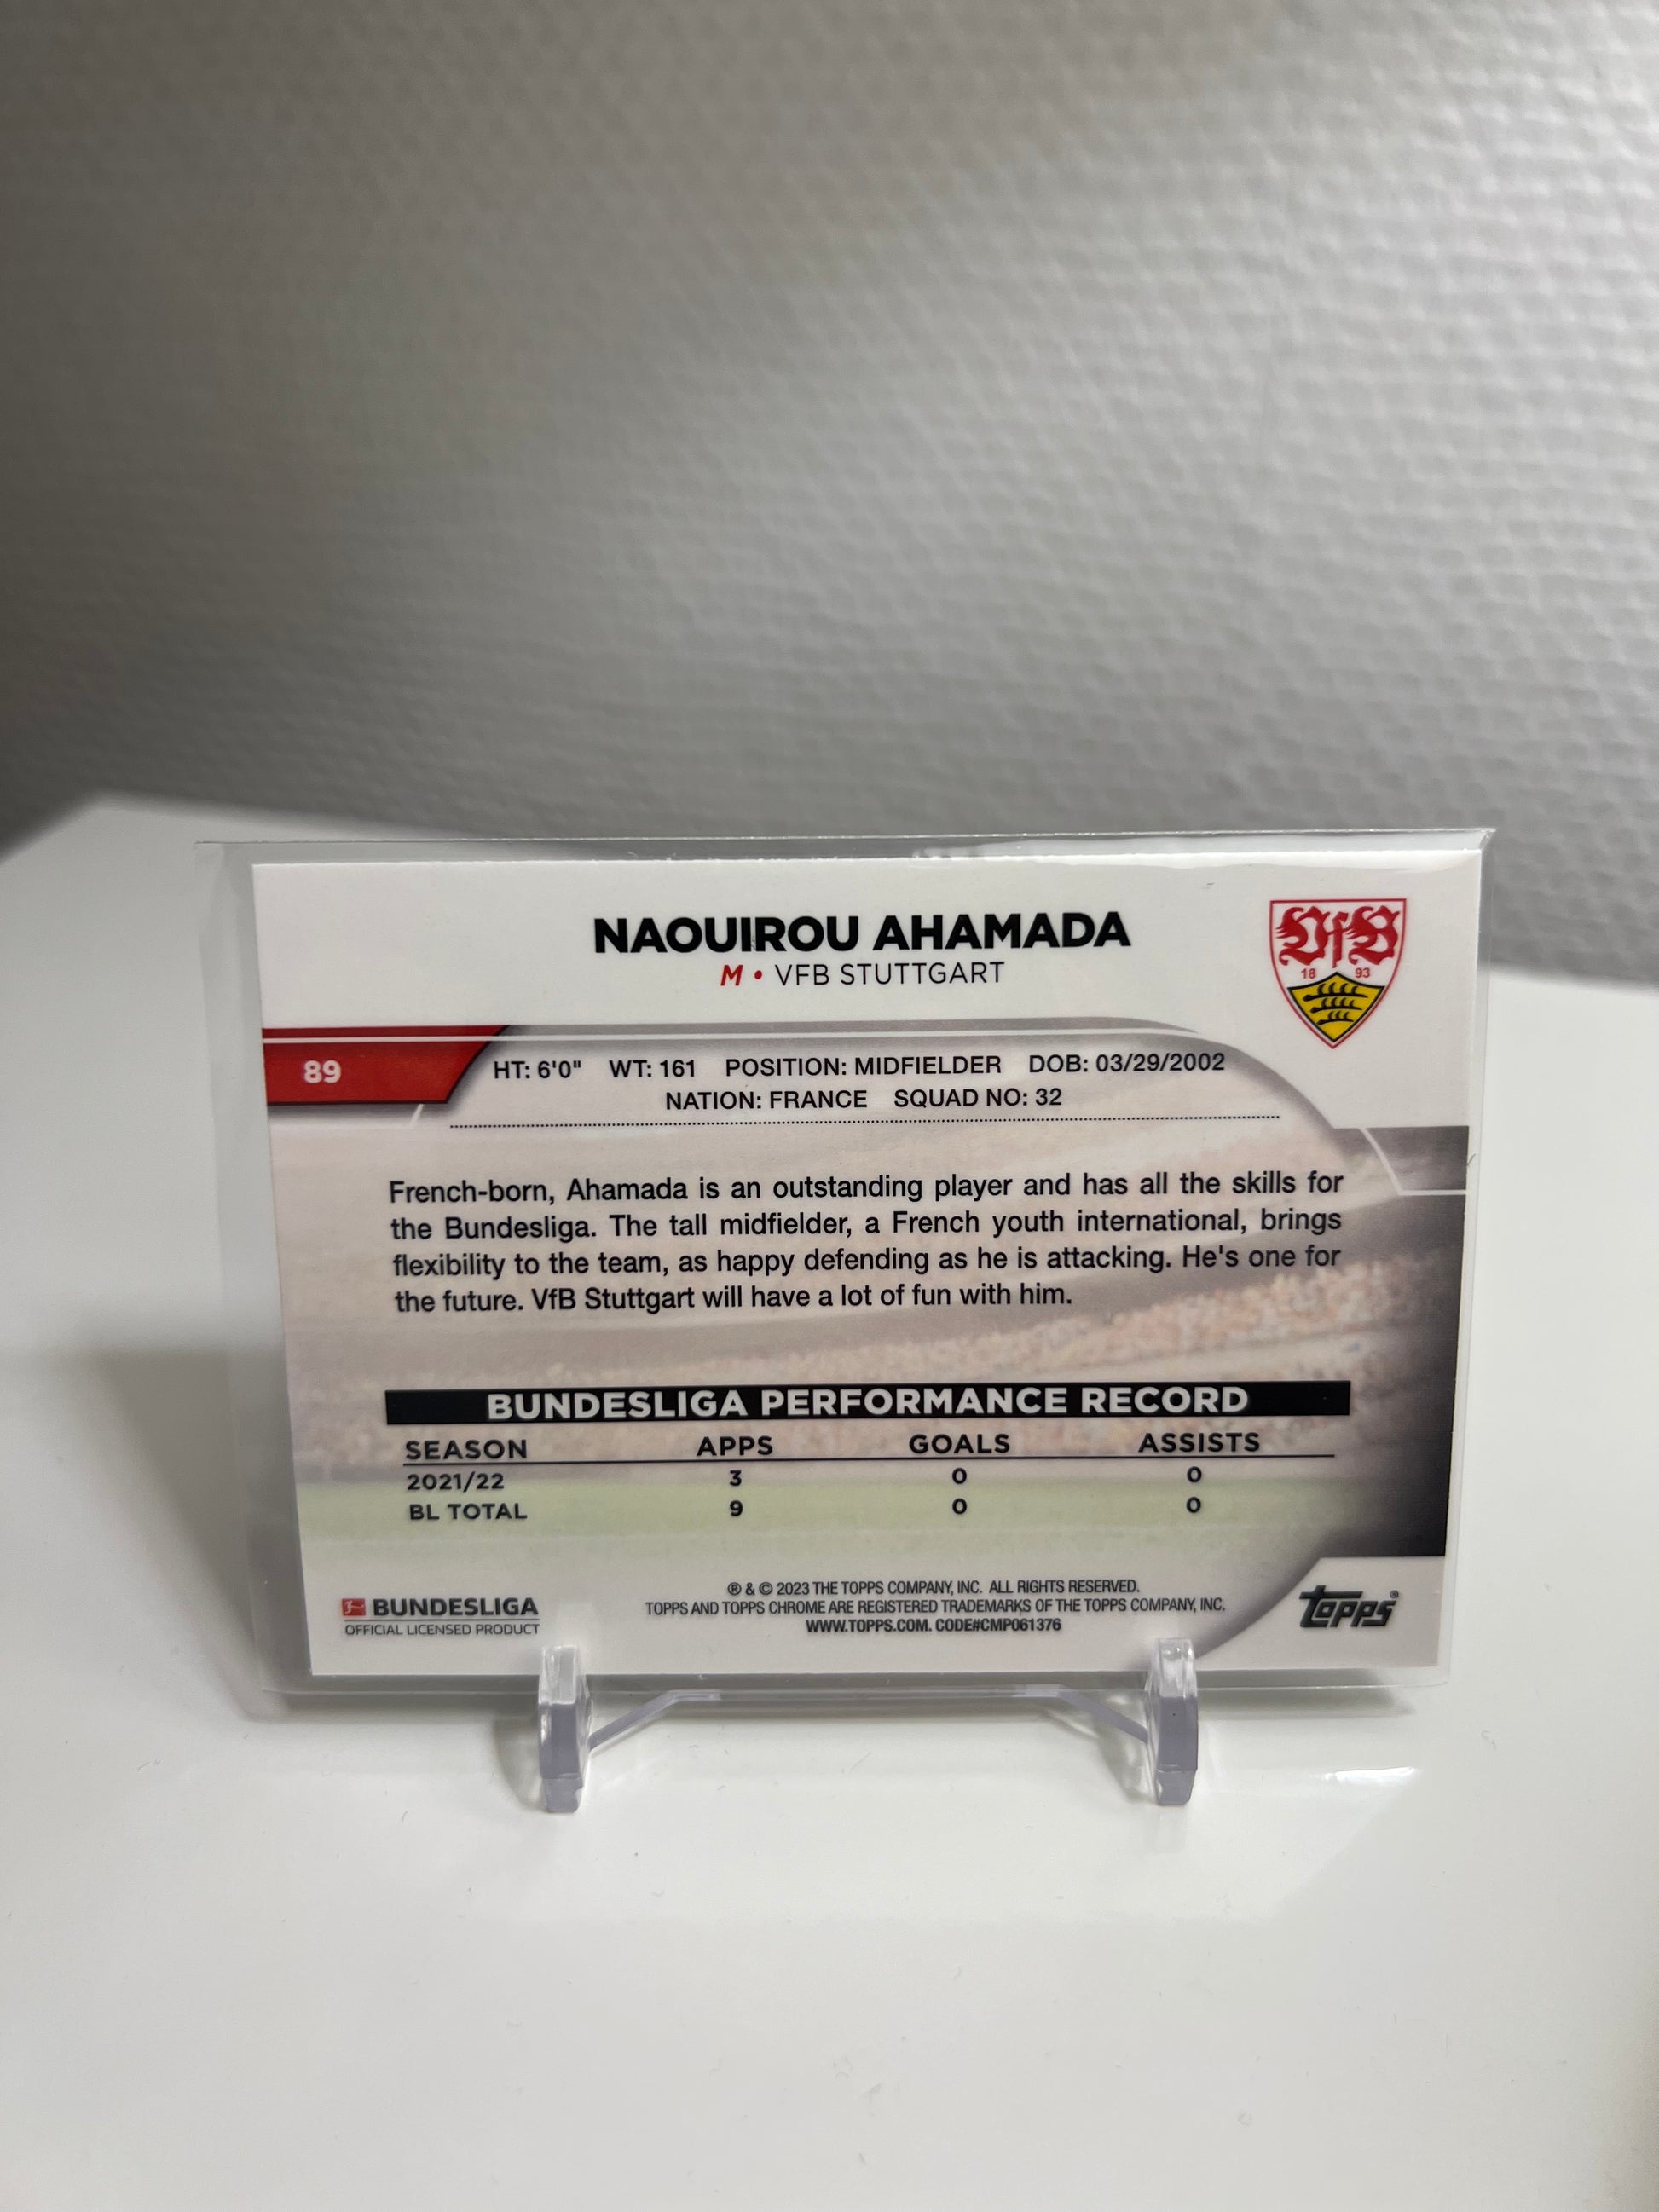 NAOUIROU AHAMADA
M • VFB STUTTGART
VfB
18 93
89
HT: 6'0" WT: 161 POSITION: MIDFIELDER DOB: 03/29/2002
NATION: FRANCE SQUAD NO: 32
French-born, Ahamada is an outstanding player and has all the skills for
the Bundesliga. The tall midfielder, a French youth international, brings
flexibility to the team, as happy defending as he is attacking. He's one for
the future. VfB Stuttgart will have a lot of fun with him.
BUNDESLIGA PERFORMANCE RECORD
SEASON APPS GOALS ASSISTS
2021/22 3 0 0
BL TOTAL 9 0 0
BUNDESLIGA
OFFICIAL LICENSED PRODUCT
® & © 2023 THE TOPPS COMPANY, INC. ALL RIGHTS RESERVED.
TOPPS AND TOPPS CHROME ARE REGISTERED TRADEMARKS OF THE TOPPS COMPANY, INC.
WWW.TOPPS.COM. CODE#CMP061376
topps®